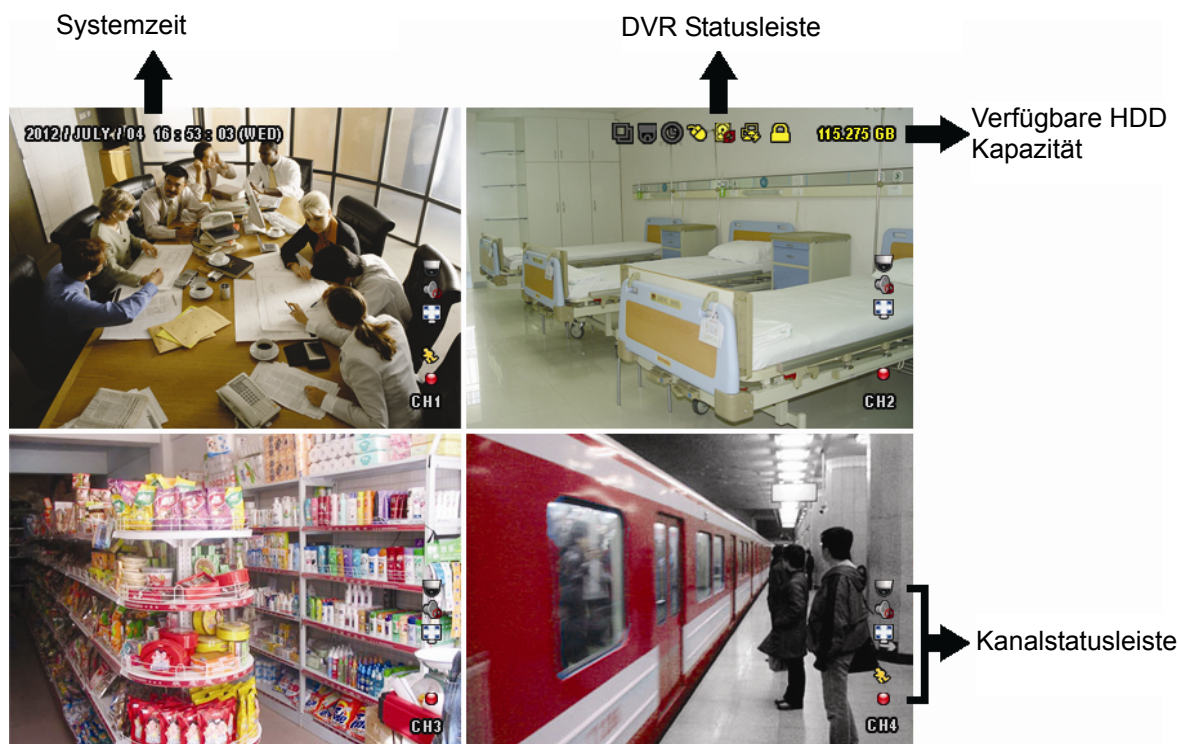 Systemzeit
DVR Statusleiste
2012 / JULY / 04 16 : 53 : 03 (WED)
115.275 GB
Verfügbare HDD
Kapazität
CH1
CH2
CH3
CH4
Kanalstatusleiste